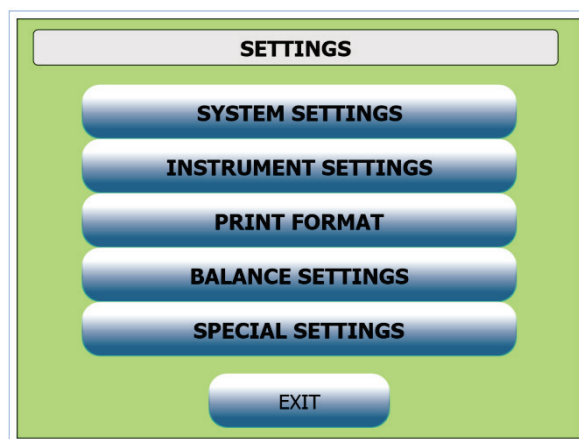 SETTINGS
SYSTEM SETTINGS
INSTRUMENT SETTINGS
PRINT FORMAT
BALANCE SETTINGS
SPECIAL SETTINGS
EXIT